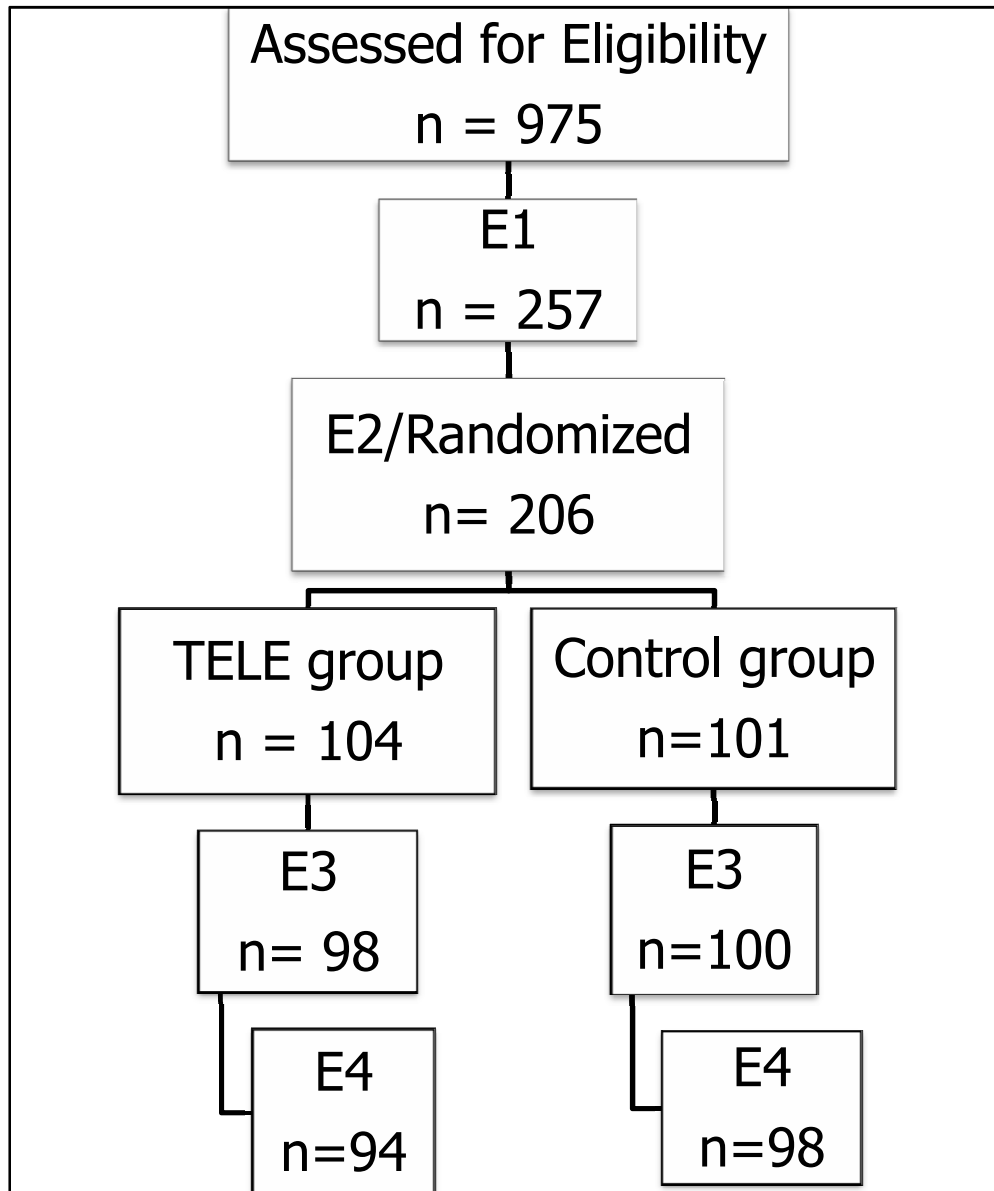 Assessed for Eligibility
n = 975
E1
n = 257
E2/Randomized
n= 206
TELE group
n = 104
Control group
n=101
E3
n= 98
E3
n=100
E4
n=94
E4
n=98